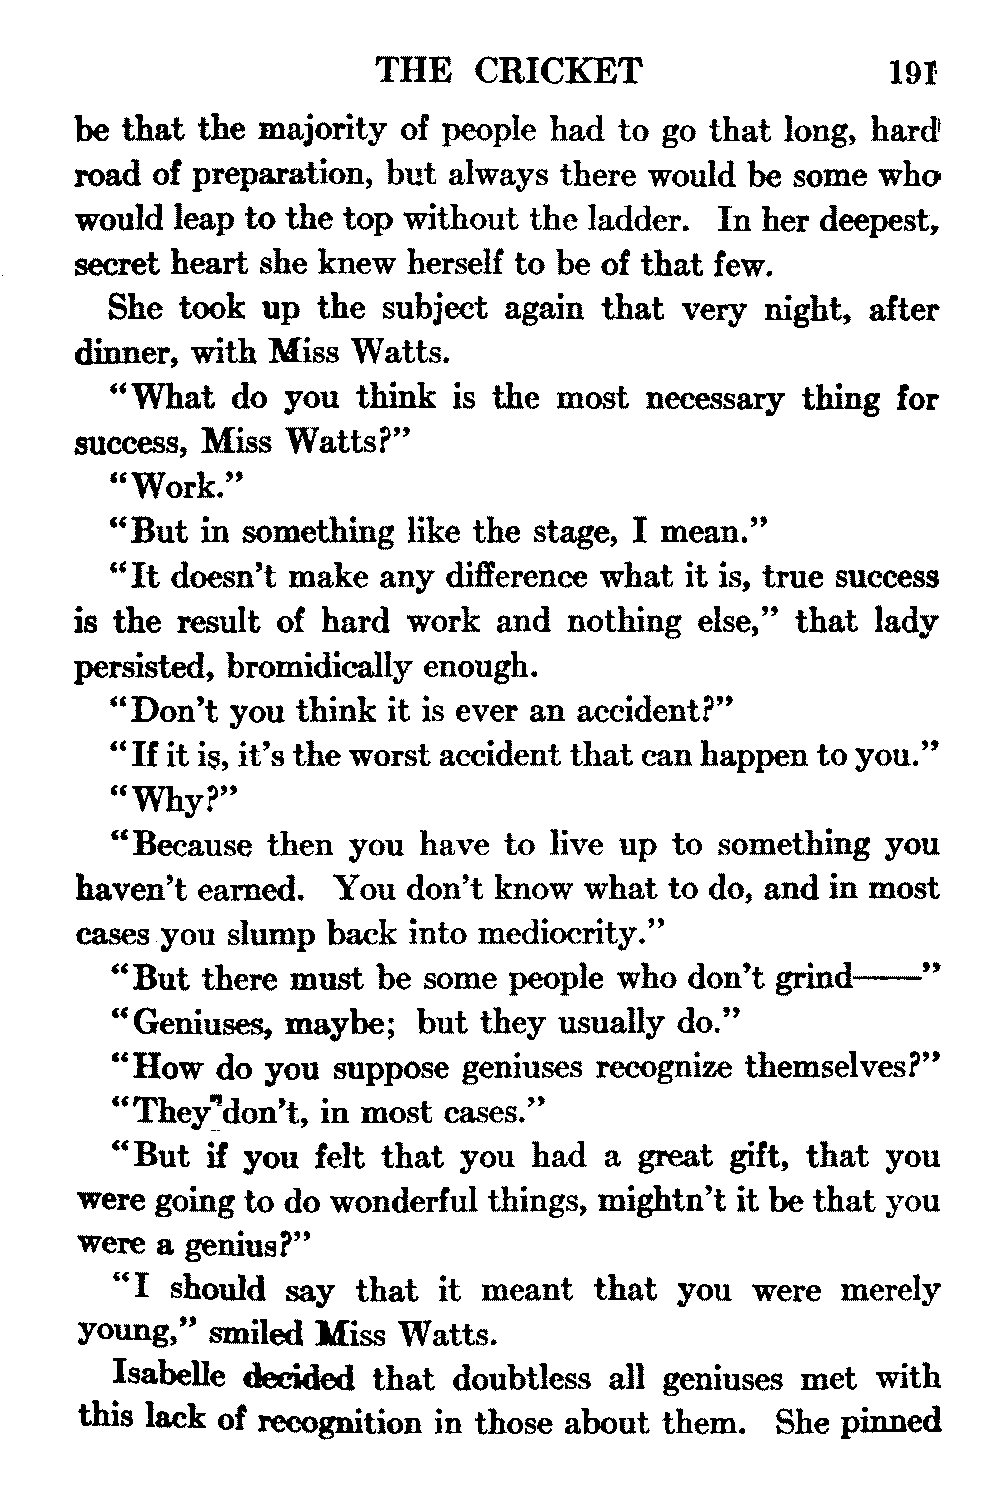 THE CRICKET 191
be that the majority of people had to go that long, hard
road of preparation, but always there would be some who
would leap to the top without the ladder. In her deepest,
secret heart she knew herself to be of that few.
She took up the subject again that very night, after
dinner, with Miss Watts.
"What do you think is the most necessary thing for
success, Miss Watts?"
"Work."
"But in something like the stage, I mean."
"It doesn't make any difference what it is, true success
is the result of hard work and nothing else," that lady
persisted, bromidically enough.
"Don't you think it is ever an accident?"
"If it is, it's the worst accident that can happen to you."
"Why?"
"Because then you have to live up to something you
haven't earned. You don't know what to do, and in most
cases you slump back into mediocrity."
"But there must be some people who don't grind——"
"Geniuses, maybe; but they usually do."
"How do you suppose geniuses recognize themselves?"
"They don't, in most cases."
"But if you felt that you had a great gift, that you
were going to do wonderful things, mightn't it be that you
were a genius?"
"I should say that it meant that you were merely
young," smiled Miss Watts.
Isabelle decided that doubtless all geniuses met with
this lack of recognition in those about them. She pinned